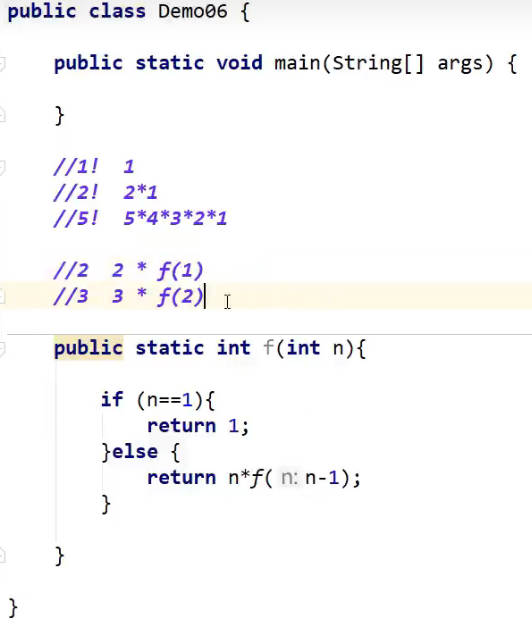 public class Demo06 {
public static void main(String[] args) {
}
//1!  1
//2!  2*1
//5!  5*4*3*2*1
//2  2 * f(1)
//3  3 * f(2)
public static int f(int n){
if (n==1){
return 1;
}else {
return n*f( n: n-1);
}
}
}